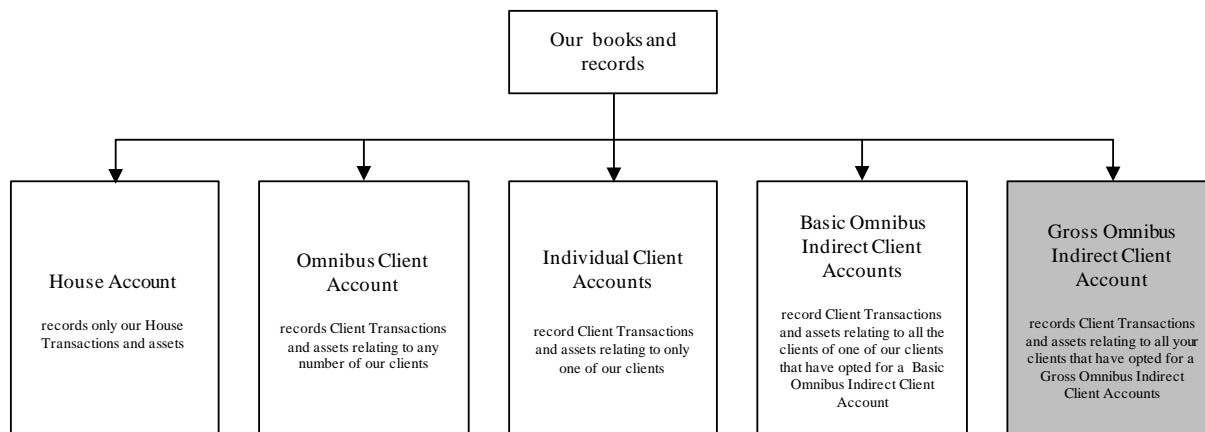 Our books and
records
House Account
records only our House
Transactions and assets
Omnibus Client
Account
records Client Transactions
and assets relating to any
number of our clients
Individual Client
Accounts
record Client Transactions
and assets relating to only
one of our clients
Basic Omnibus
Indirect Client
Accounts
record Client Transactions
and assets relating to all the
clients of one of our clients
that have opted for a Basic
Omnibus Indirect Client
Account
Gross Omnibus
Indirect Client
Account
records Client Transactions
and assets relating to all your
clients that have opted for a
Gross Omnibus Indirect
Client Accounts